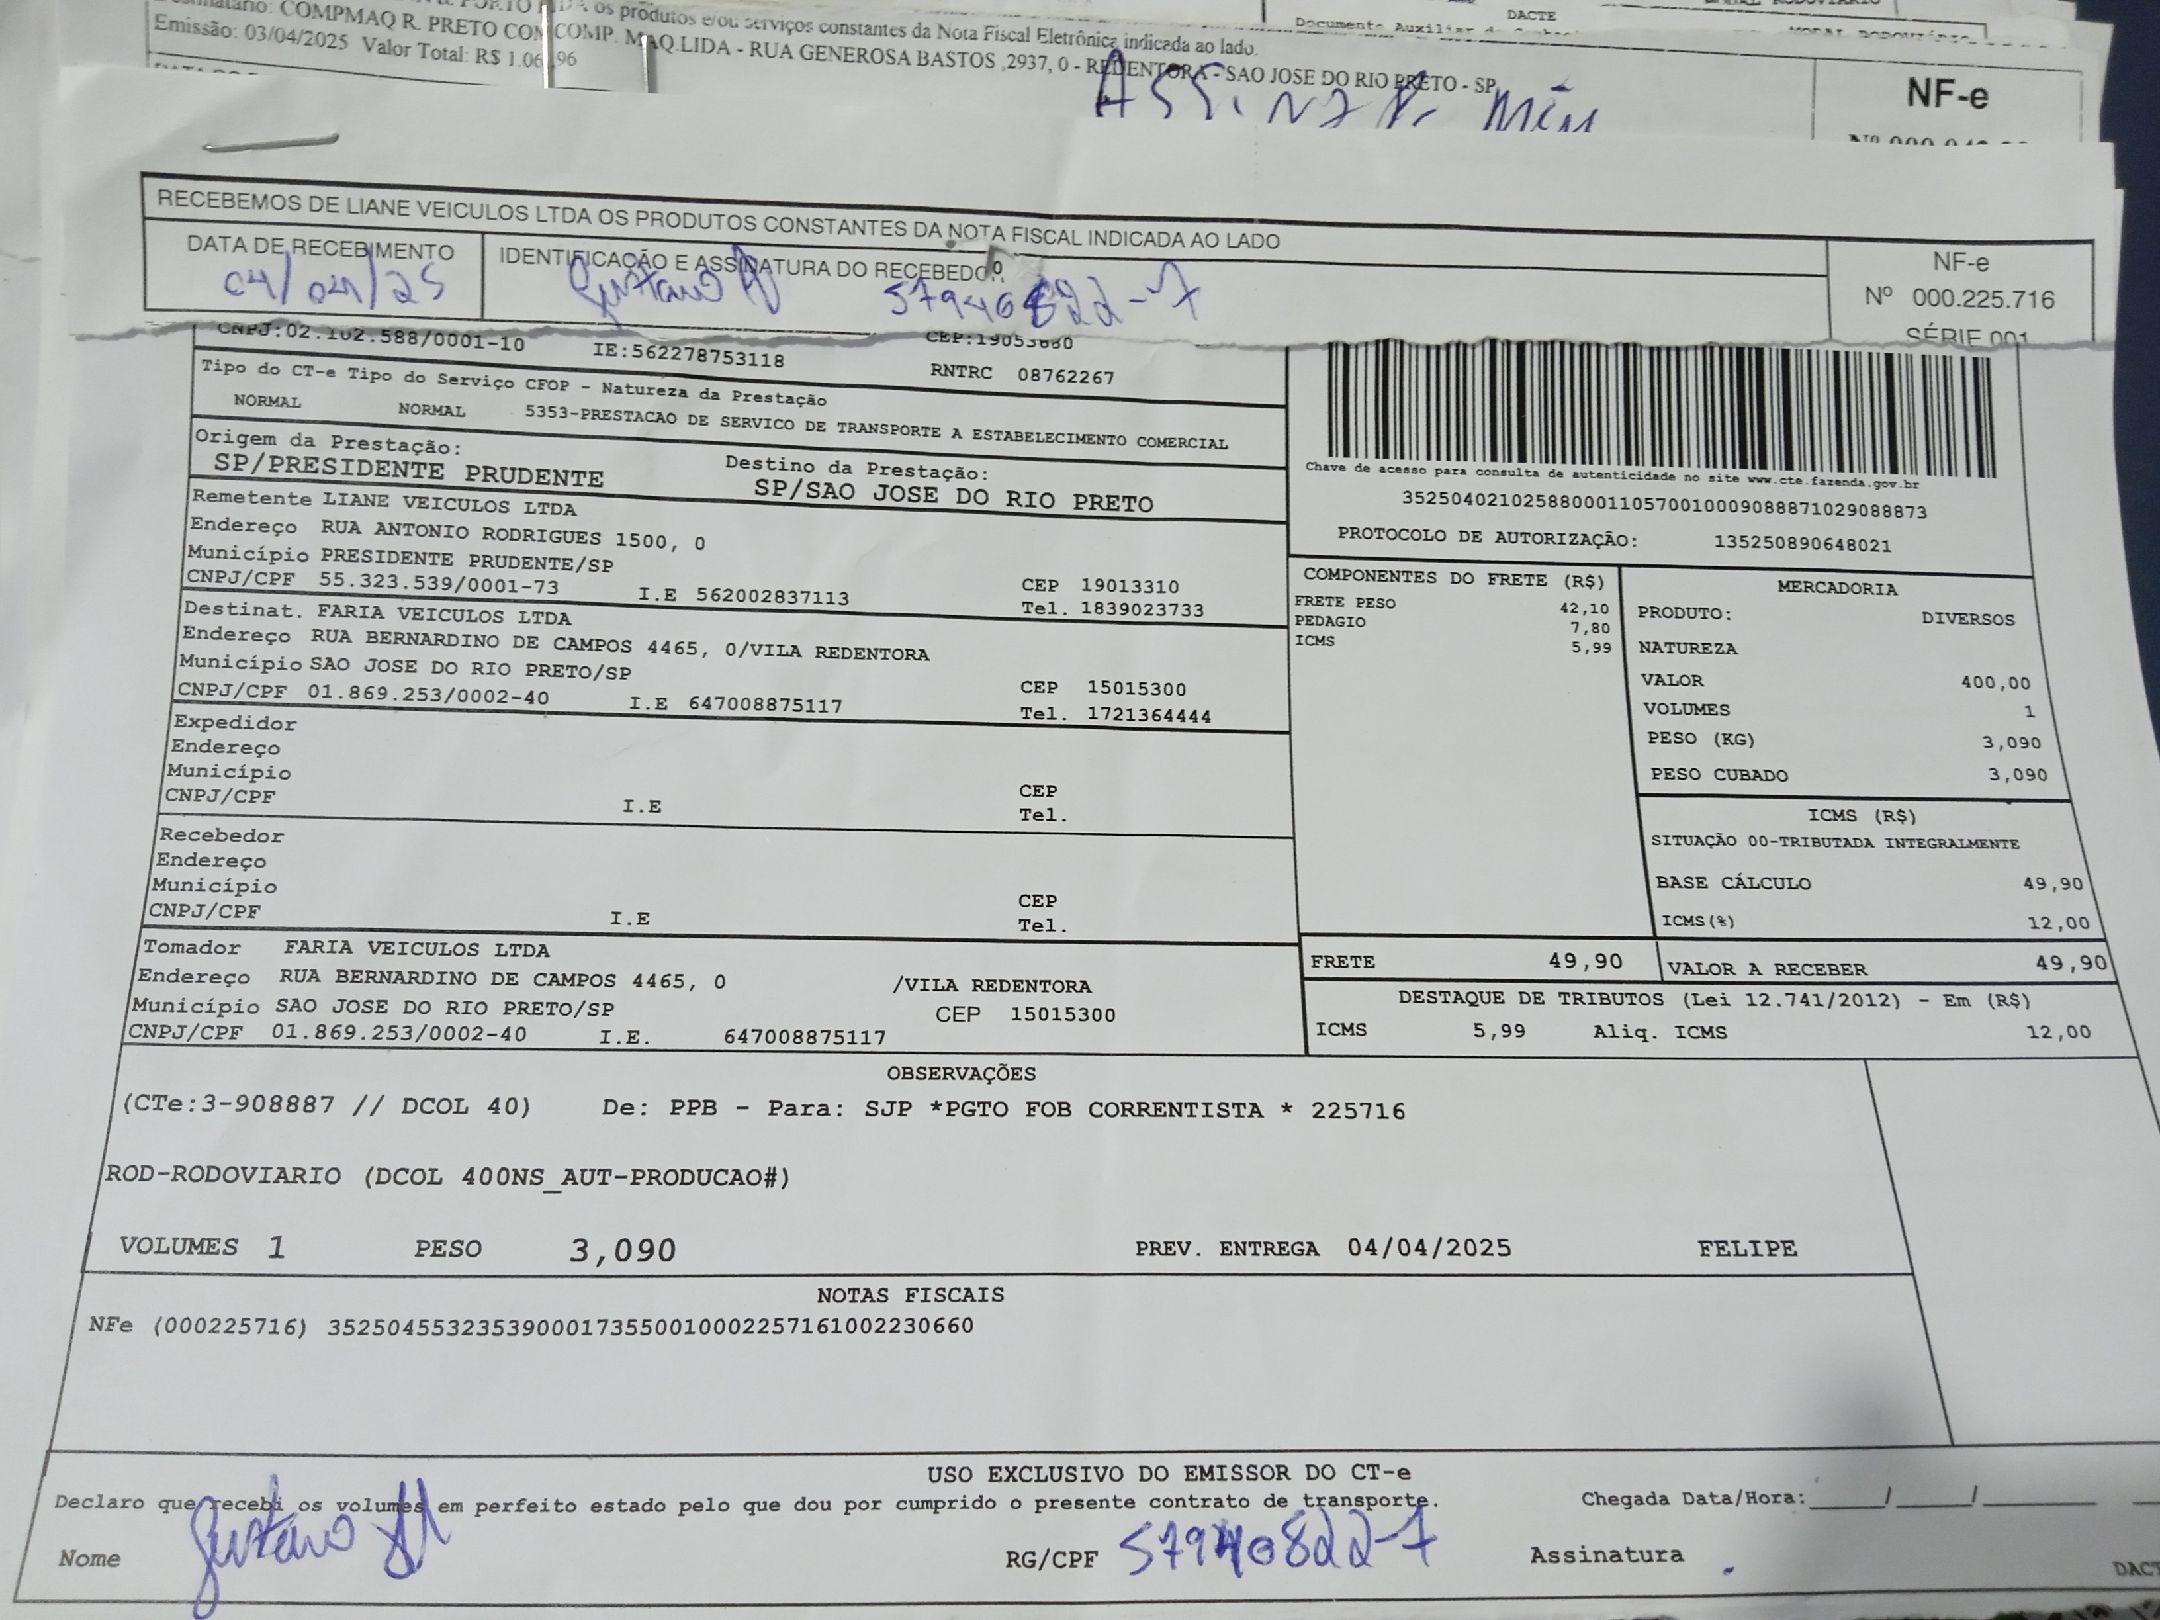 os produtos e/ou serviços constantes da Nota Fiscal Eletrônica indicada ao lado.
COMPMAQ R. PRETO COM COMP. MAQ.LIDA - RUA GENEROSA BASTOS ,2937, 0 - REDENTORA - SAO JOSE DO RIO PRETO - SP
Emissão: 03/04/2025 Valor Total: R$
DACTE
Documento Auxiliar
NF-e
RECEBEMOS DE LIANE VEICULOS LTDA OS PRODUTOS CONSTANTES DA NOTA FISCAL INDICADA AO LADO
DATA DE RECEBIMENTO
04/04/25
IDENTIFICAÇÃO E ASSINATURA DO RECEBEDOR
Gustavo
57940822-7
NF-e
Nº 000.225.716
SÉRIE 001
CNPJ:02.102.588/0001-10 IE:562278753118
CEP:19053680
RNTRC 08762267
Tipo do CT-e Tipo do Serviço CFOP - Natureza da Prestação
NORMAL NORMAL 5353-PRESTACAO DE SERVICO DE TRANSPORTE A ESTABELECIMENTO COMERCIAL
Origem da Prestação:
SP/PRESIDENTE PRUDENTE
Destino da Prestação:
SP/SAO JOSE DO RIO PRETO
Remetente LIANE VEICULOS LTDA
Endereço RUA ANTONIO RODRIGUES 1500, 0
Município PRESIDENTE PRUDENTE/SP CEP 19013310
CNPJ/CPF 55.323.539/0001-73 I.E 562002837113 Tel. 1839023733
Destinat. FARIA VEICULOS LTDA
Endereço RUA BERNARDINO DE CAMPOS 4465, 0/VILA REDENTORA
Município SAO JOSE DO RIO PRETO/SP CEP 15015300
CNPJ/CPF 01.869.253/0002-40 I.E 647008875117 Tel. 1721364444
Expedidor
Endereço
Município CEP
CNPJ/CPF I.E Tel.
Recebedor
Endereço
Município CEP
CNPJ/CPF I.E Tel.
Tomador FARIA VEICULOS LTDA
Endereço RUA BERNARDINO DE CAMPOS 4465, 0 /VILA REDENTORA
Município SAO JOSE DO RIO PRETO/SP CEP 15015300
CNPJ/CPF 01.869.253/0002-40 I.E. 647008875117
Chave de acesso para consulta de autenticidade no site www.cte.fazenda.gov.br
35250402102588000110570010009088871029088873
PROTOCOLO DE AUTORIZAÇÃO: 135250890648021
COMPONENTES DO FRETE (R$)
FRETE PESO 42,10
PEDAGIO 7,80
ICMS 5,99
MERCADORIA
PRODUTO: DIVERSOS
NATUREZA
VALOR 400,00
VOLUMES 1
PESO (KG) 3,090
PESO CUBADO 3,090
ICMS (R$)
SITUAÇÃO 00-TRIBUTADA INTEGRALMENTE
BASE CÁLCULO 49,90
ICMS(%) 12,00
FRETE 49,90 VALOR A RECEBER 49,90
DESTAQUE DE TRIBUTOS (Lei 12.741/2012) - Em (R$)
ICMS 5,99 Aliq. ICMS 12,00
OBSERVAÇÕES
(CTe:3-908887 // DCOL 40) De: PPB - Para: SJP *PGTO FOB CORRENTISTA * 225716
ROD-RODOVIARIO (DCOL 400NS_AUT-PRODUCAO#)
VOLUMES 1 PESO 3,090 PREV. ENTREGA 04/04/2025 FELIPE
NOTAS FISCAIS
NFe (000225716) 35250455323539000173550010002257161002230660
USO EXCLUSIVO DO EMISSOR DO CT-e
Declaro que recebi os volumes em perfeito estado pelo que dou por cumprido o presente contrato de transporte. Chegada Data/Hora:____/____/______
Nome Gustavo RG/CPF 57940822-7 Assinatura